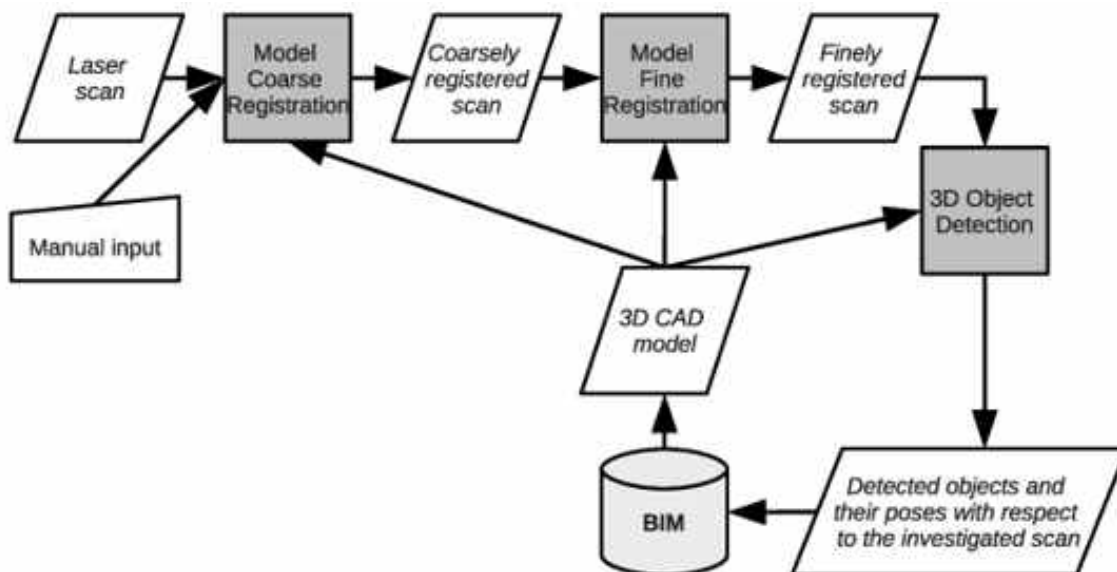 Laser
scan
Model
Coarse
Registration
Coarsely
registered
scan
Model
Fine
Registration
Finely
registered
scan
Manual input
3D Object
Detection
3D CAD
model
BIM
Detected objects and
their poses with respect
to the investigated scan